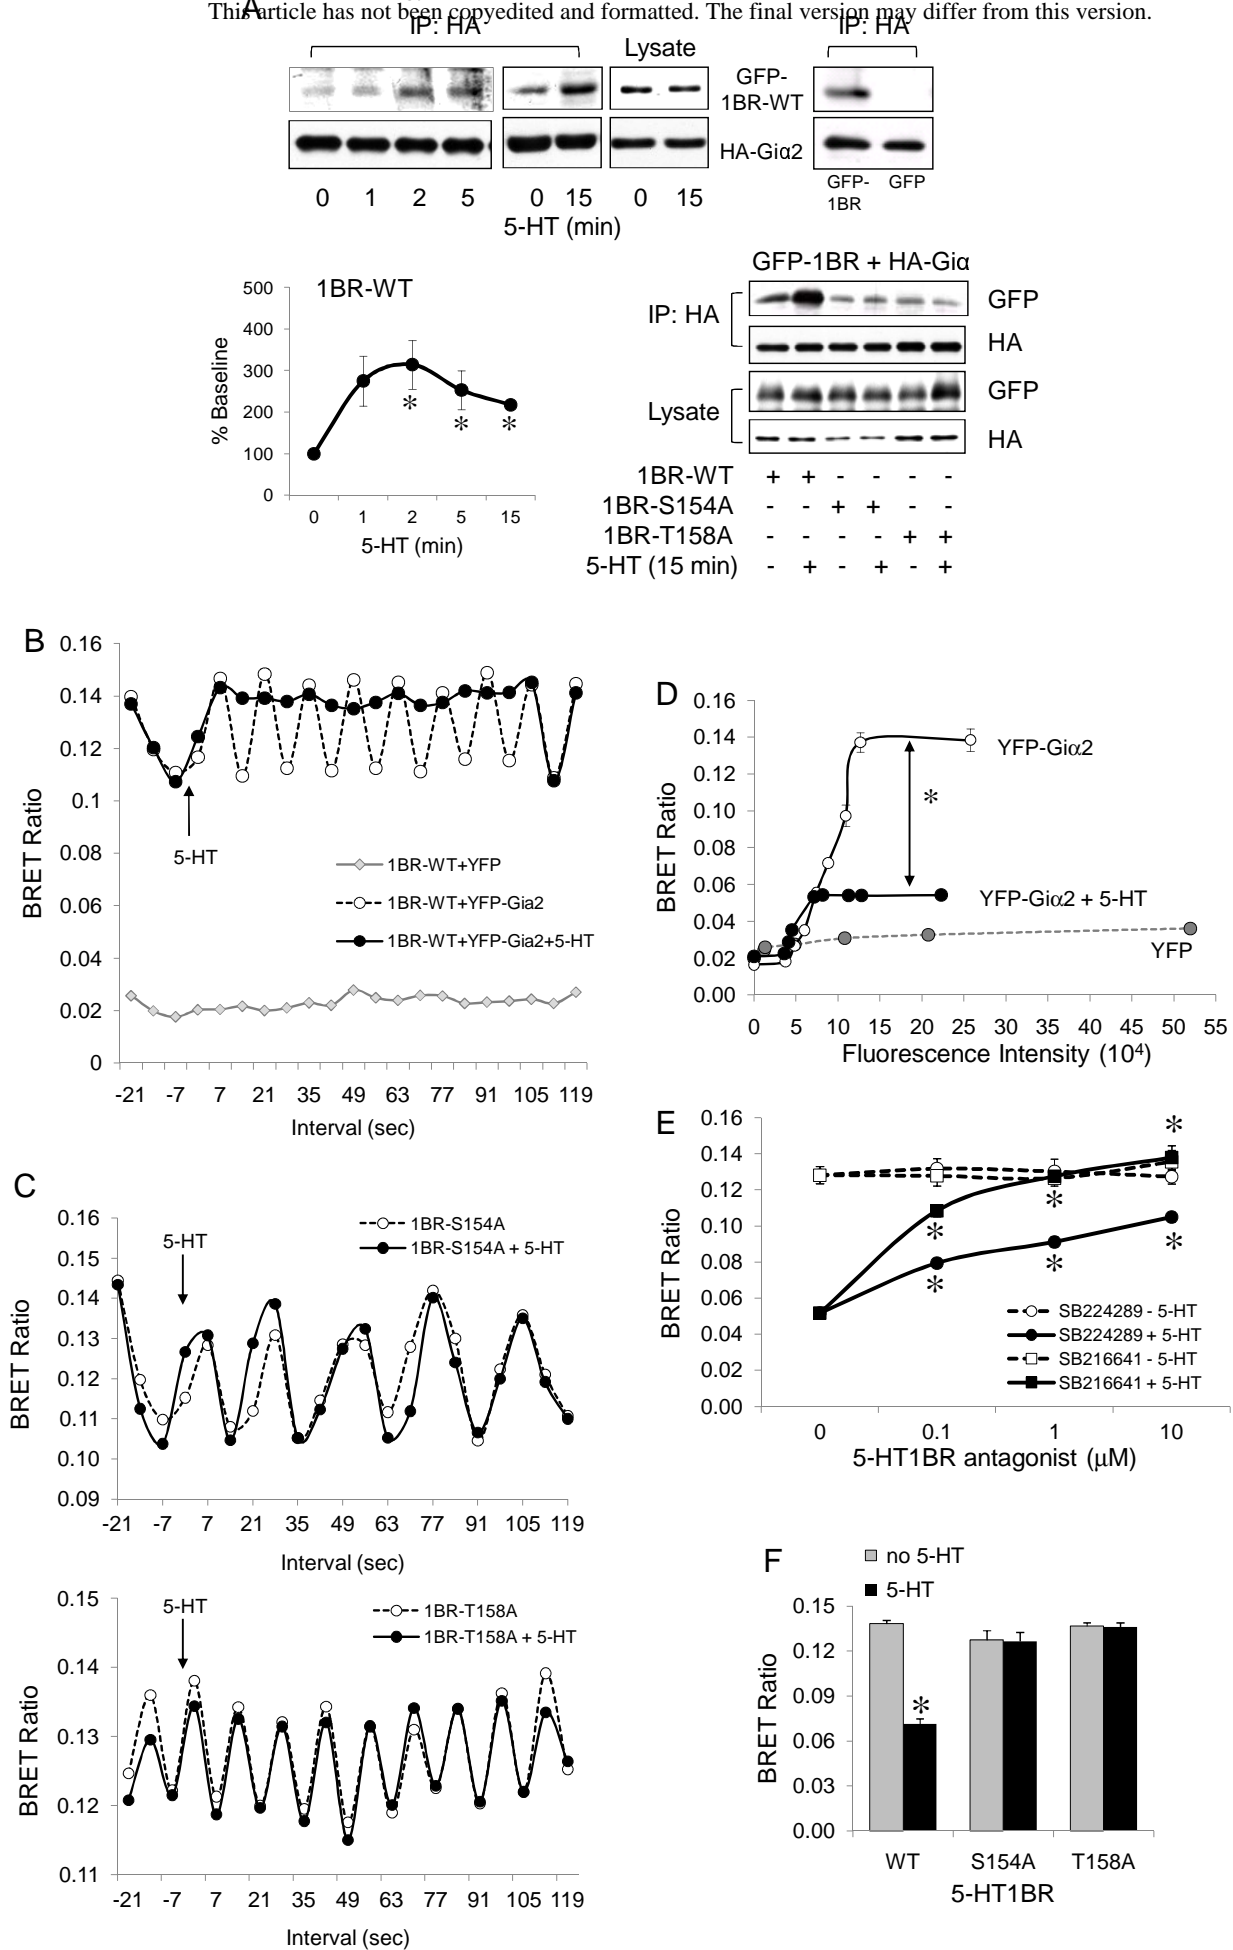 This article has not been copyedited and formatted. The final version may differ from this version.
A
IP: HA
Lysate
IP: HA
GFP-
1BR-WT
HA-Giα2
GFP-
1BR
GFP
0 1 2 5 0 15 0 15
5-HT (min)
1BR-WT
500
400
300
200
100
0
% Baseline
* * *
0 1 2 5 15
5-HT (min)
GFP-1BR + HA-Giα
IP: HA
GFP
HA
Lysate
GFP
HA
1BR-WT + + - - - -
1BR-S154A - - + + - -
1BR-T158A - - - - + +
5-HT (15 min) - + - + - +
B
0.16
0.14
0.12
0.1
0.08
0.06
0.04
0.02
0
BRET Ratio
5-HT
1BR-WT+YFP
1BR-WT+YFP-Gia2
1BR-WT+YFP-Gia2+5-HT
-21 -7 7 21 35 49 63 77 91 105 119
Interval (sec)
C
0.16
0.15
0.14
0.13
0.12
0.11
0.10
0.09
BRET Ratio
5-HT
1BR-S154A
1BR-S154A + 5-HT
-21 -7 7 21 35 49 63 77 91 105 119
Interval (sec)
0.15
0.14
0.13
0.12
0.11
BRET Ratio
5-HT
1BR-T158A
1BR-T158A + 5-HT
-21 -7 7 21 35 49 63 77 91 105 119
Interval (sec)
D
0.16
0.14
0.12
0.10
0.08
0.06
0.04
0.02
0.00
BRET Ratio
YFP-Giα2
*
YFP-Giα2 + 5-HT
YFP
0 5 10 15 20 25 30 35 40 45 50 55
Fluorescence Intensity (10⁴)
E
0.16
0.14
0.12
0.10
0.08
0.06
0.04
0.02
0.00
BRET Ratio
*
* * *
* *
SB224289 - 5-HT
SB224289 + 5-HT
SB216641 - 5-HT
SB216641 + 5-HT
0 0.1 1 10
5-HT1BR antagonist (µM)
F
no 5-HT
5-HT
0.15
0.12
0.09
0.06
0.03
0.00
BRET Ratio
*
WT S154A T158A
5-HT1BR